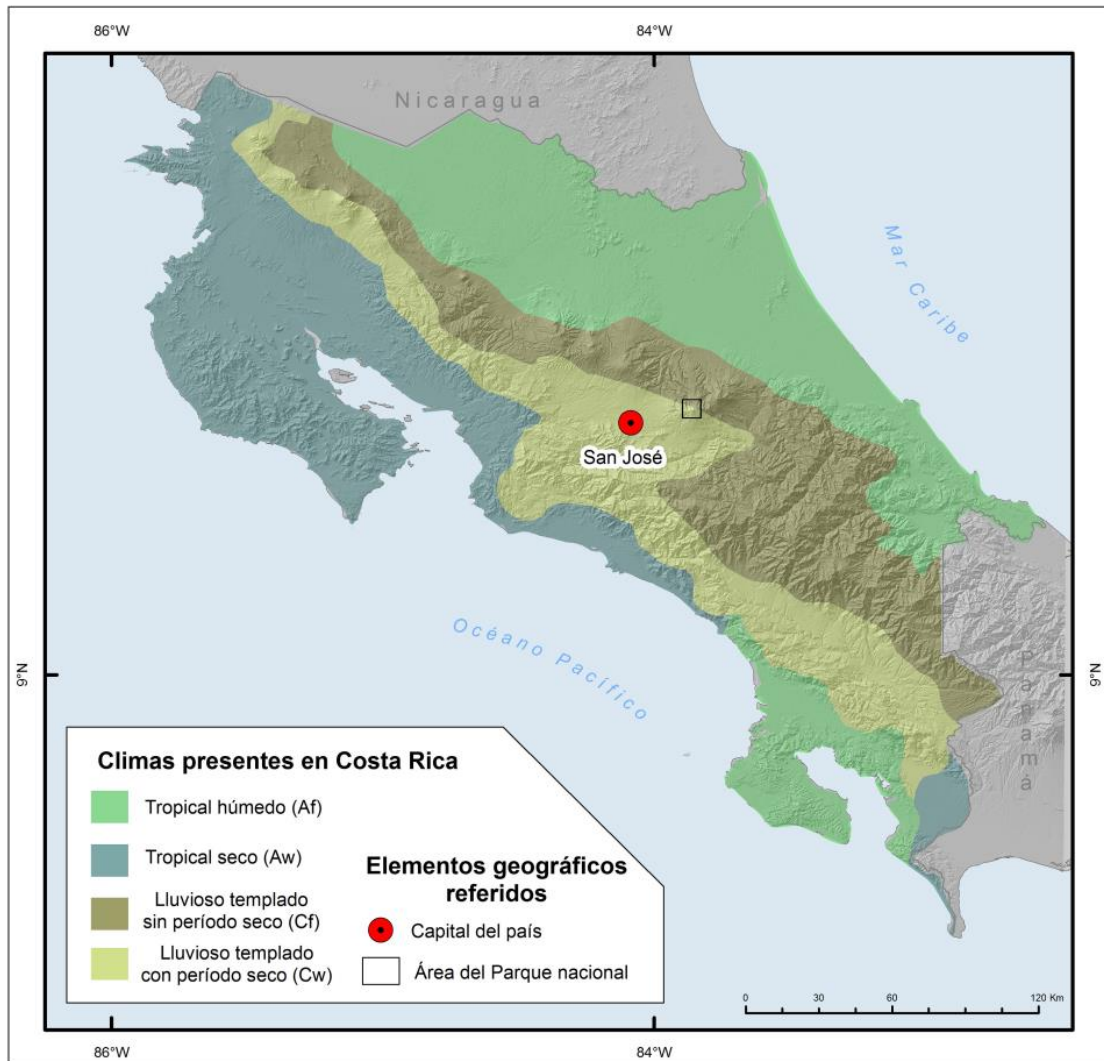 86°W
84°W
Nicaragua
Mar Caribe
San José
Océano Pacífico
9°N
9°N
Panamá
Climas presentes en Costa Rica
Tropical húmedo (Af)
Tropical seco (Aw)
Lluvioso templado
sin período seco (Cf)
Lluvioso templado
con período seco (Cw)
Elementos geográficos
referidos
Capital del país
Área del Parque nacional
0 30 60 120 Km
86°W
84°W